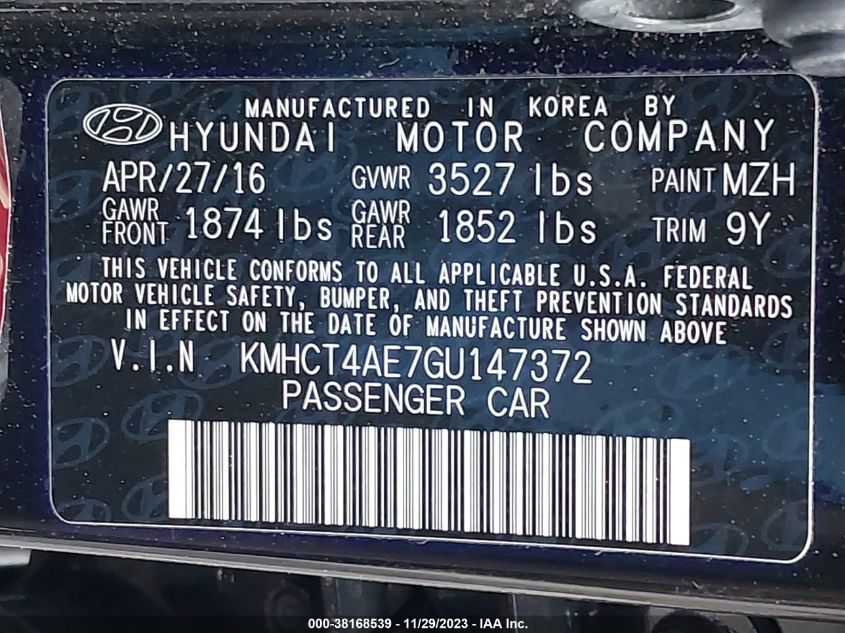 MANUFACTURED IN KOREA BY
HYUNDAI MOTOR COMPANY
APR/27/16 GVWR 3527 lbs PAINT MZH
GAWR FRONT 1874 lbs GAWR REAR 1852 lbs TRIM 9Y
THIS VEHICLE CONFORMS TO ALL APPLICABLE U.S.A. FEDERAL
MOTOR VEHICLE SAFETY, BUMPER, AND THEFT PREVENTION STANDARDS
IN EFFECT ON THE DATE OF MANUFACTURE SHOWN ABOVE
V.I.N KMHCT4AE7GU147372
PASSENGER CAR
000-38168539 - 11/29/2023 - IAA Inc.